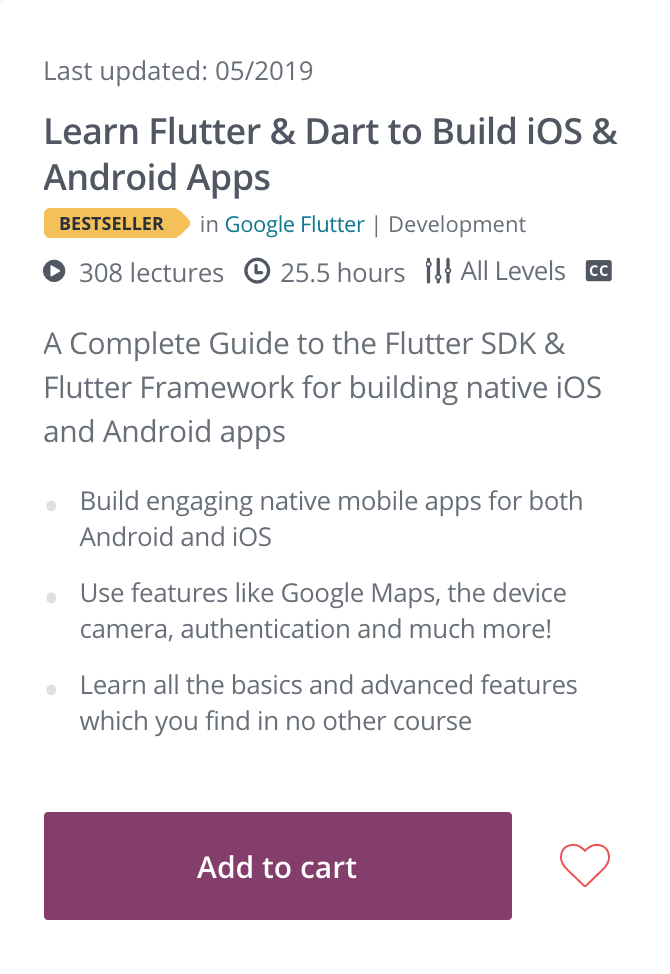 Last updated: 05/2019
Learn Flutter & Dart to Build iOS &
Android Apps
BESTSELLER in Google Flutter | Development
308 lectures 25.5 hours All Levels CC
A Complete Guide to the Flutter SDK &
Flutter Framework for building native iOS
and Android apps
Build engaging native mobile apps for both
Android and iOS
Use features like Google Maps, the device
camera, authentication and much more!
Learn all the basics and advanced features
which you find in no other course
Add to cart